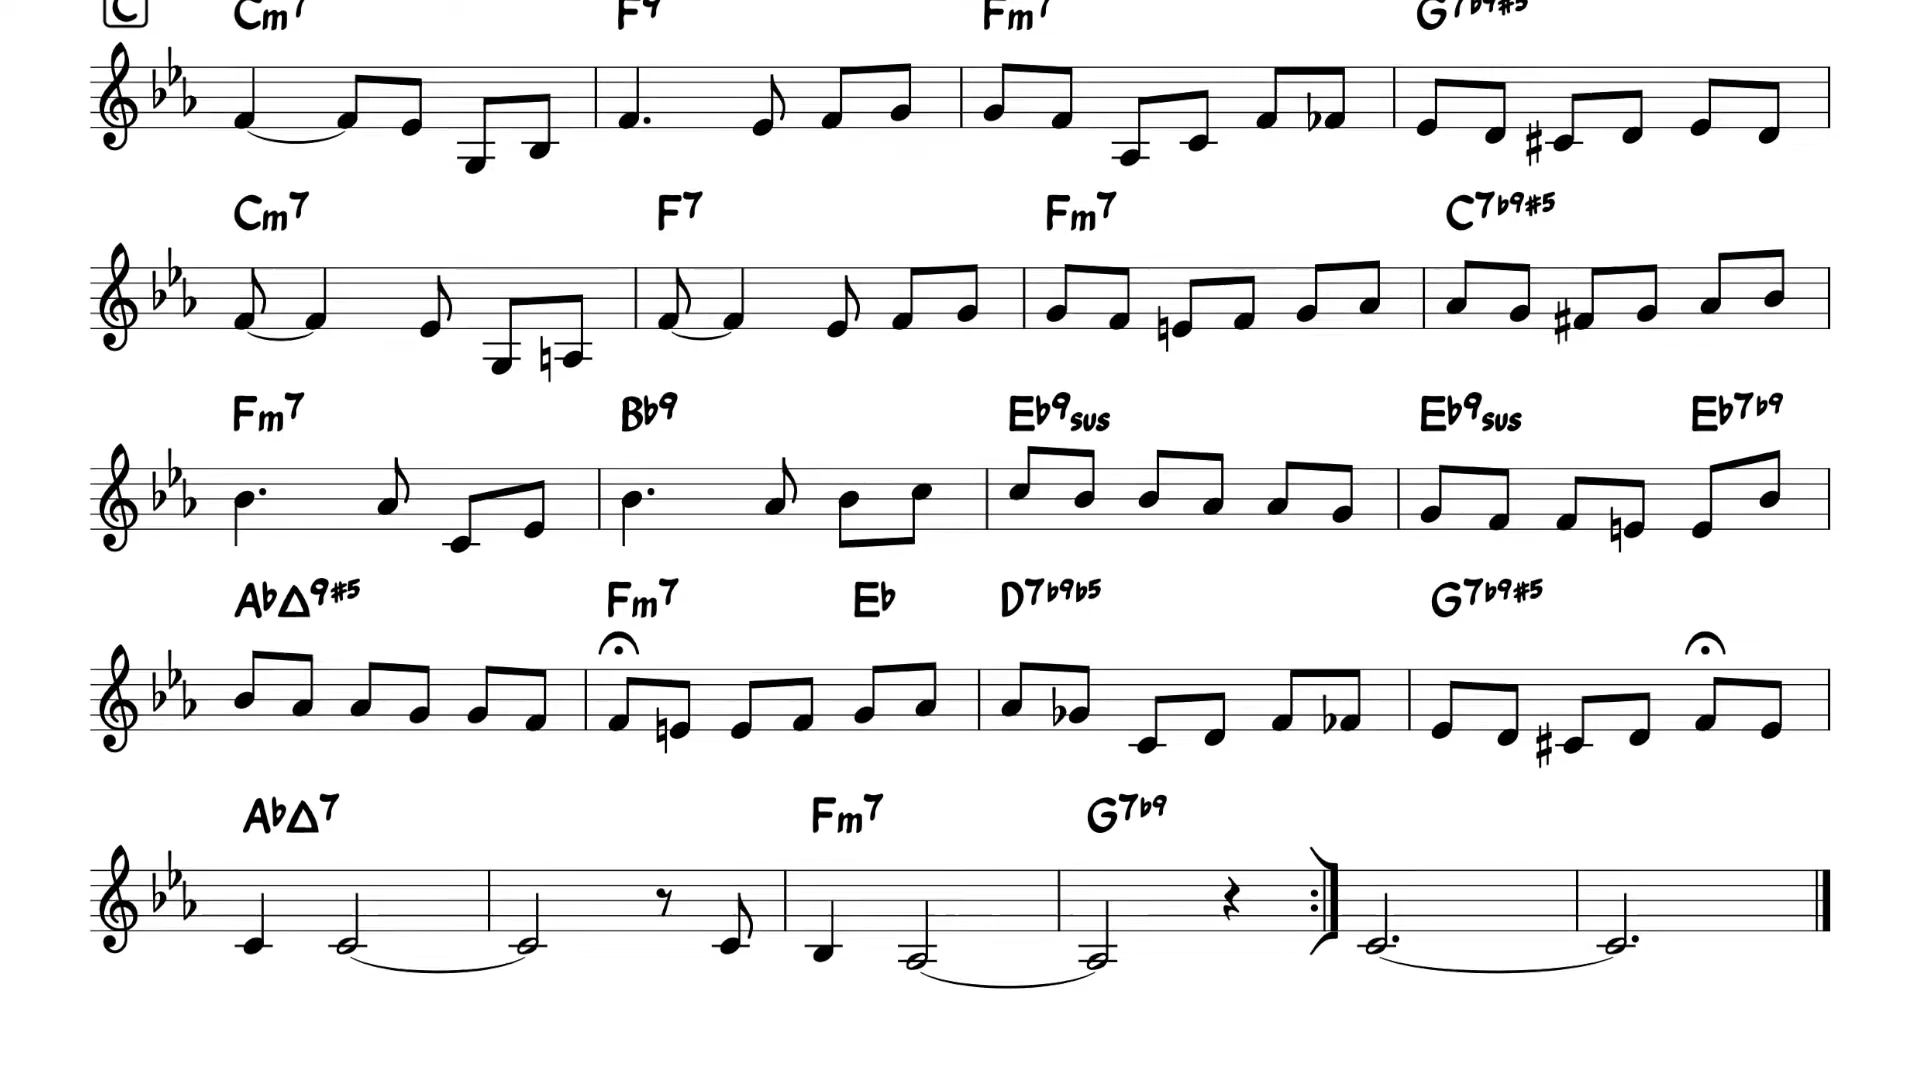 C Cm7 F9 Fm7 G7b9#5
Cm7 F7 Fm7 C7b9#5
Fm7 Bb9 Eb9sus Eb9sus Eb7b9
AbΔ9#5 Fm7 Eb D7b9b5 G7b9#5
AbΔ7 Fm7 G7b9